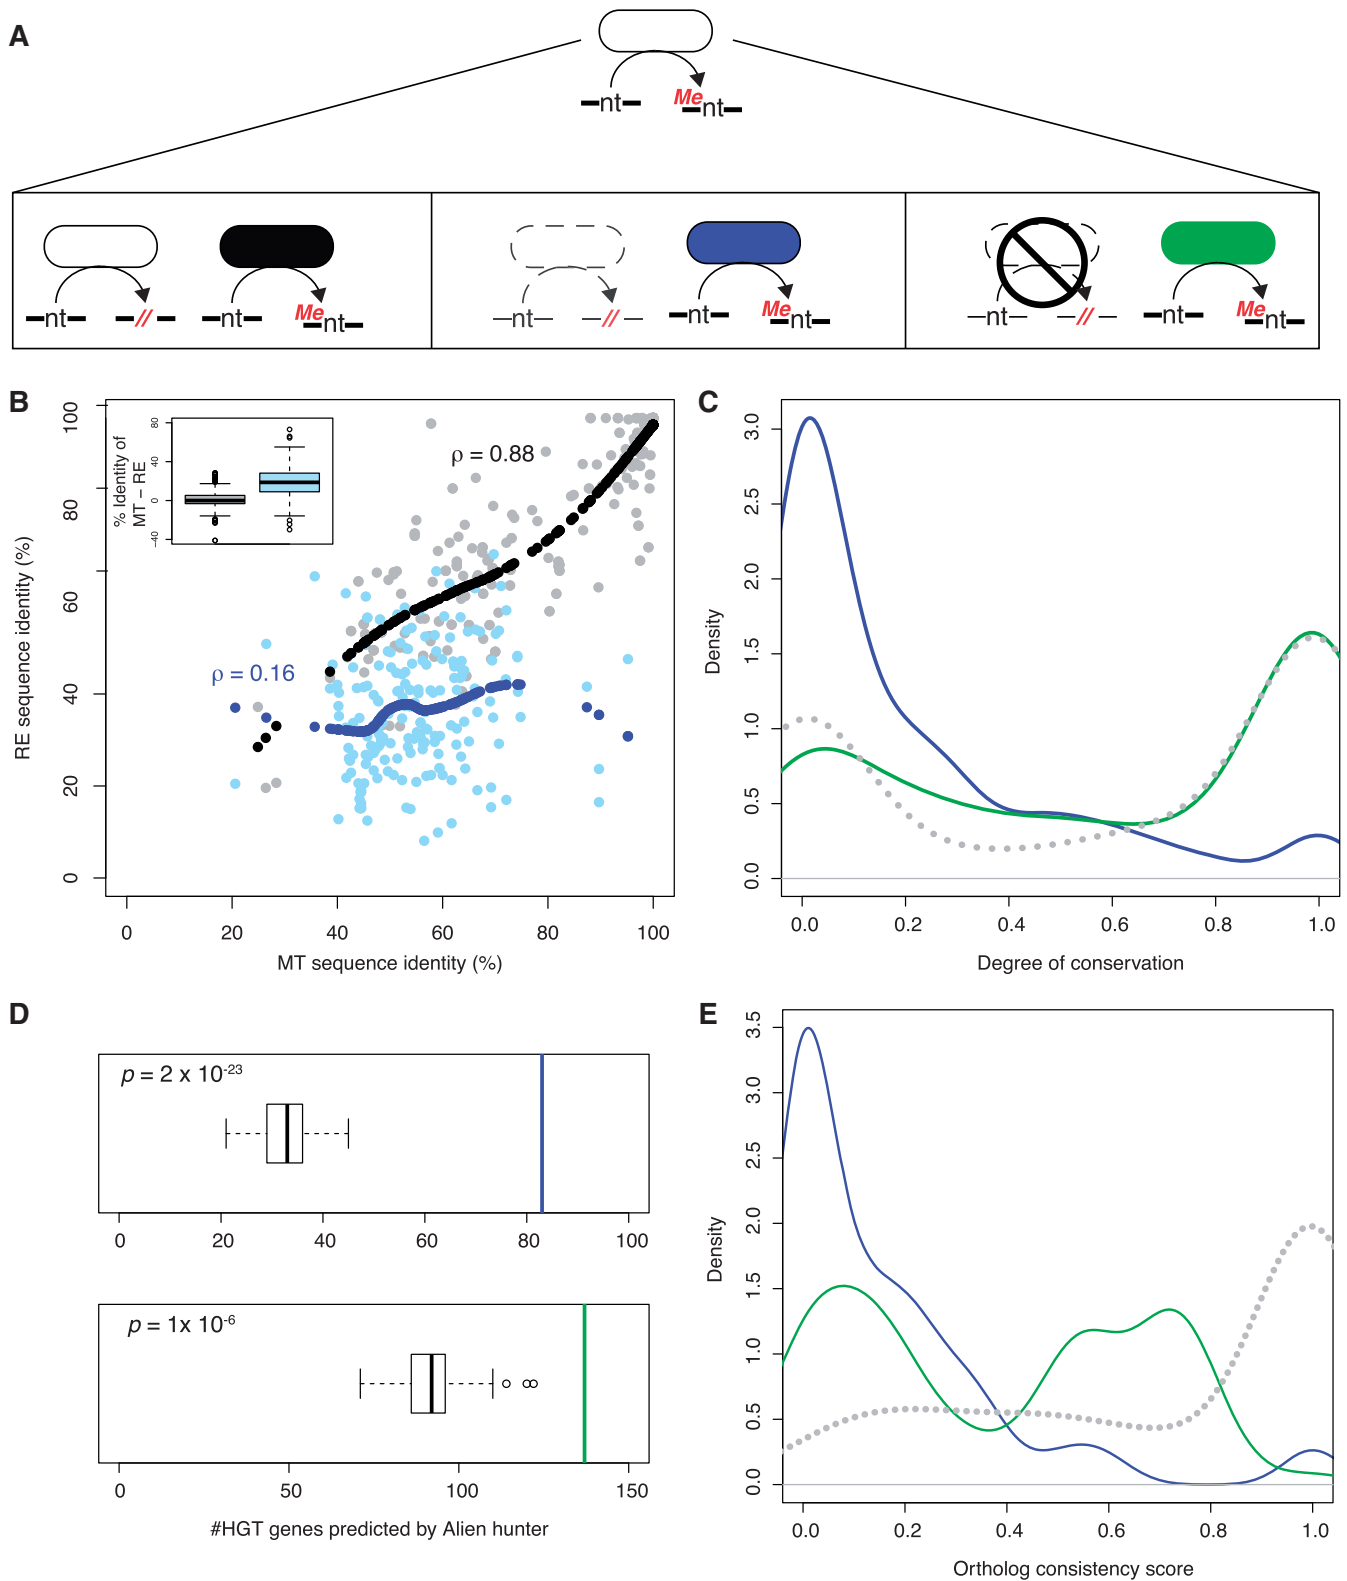 A
nt
Me
nt
nt
//
nt
Me
nt
nt
//
nt
Me
nt
nt
//
nt
Me
nt
B
% Identity of
MT – RE
80
40
0
−40
ρ = 0.88
ρ = 0.16
RE sequence identity (%)
100
80
60
40
20
0
0 20 40 60 80 100
MT sequence identity (%)
C
Density
3.0
2.5
2.0
1.5
1.0
0.5
0.0
0.0 0.2 0.4 0.6 0.8 1.0
Degree of conservation
D
p = 2 x 10-23
0 20 40 60 80 100
p = 1x 10-6
0 50 100 150
#HGT genes predicted by Alien hunter
E
Density
3.5
3.0
2.5
2.0
1.5
1.0
0.5
0.0
0.0 0.2 0.4 0.6 0.8 1.0
Ortholog consistency score